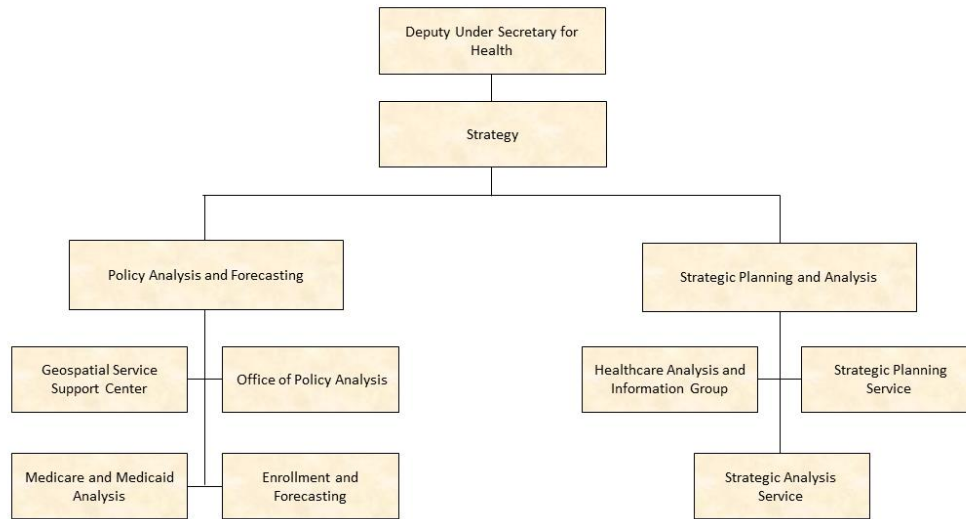 Deputy Under Secretary for
Health
Strategy
Policy Analysis and Forecasting
Strategic Planning and Analysis
Geospatial Service
Support Center
Office of Policy Analysis
Healthcare Analysis and
Information Group
Strategic Planning
Service
Medicare and Medicaid
Analysis
Enrollment and
Forecasting
Strategic Analysis
Service